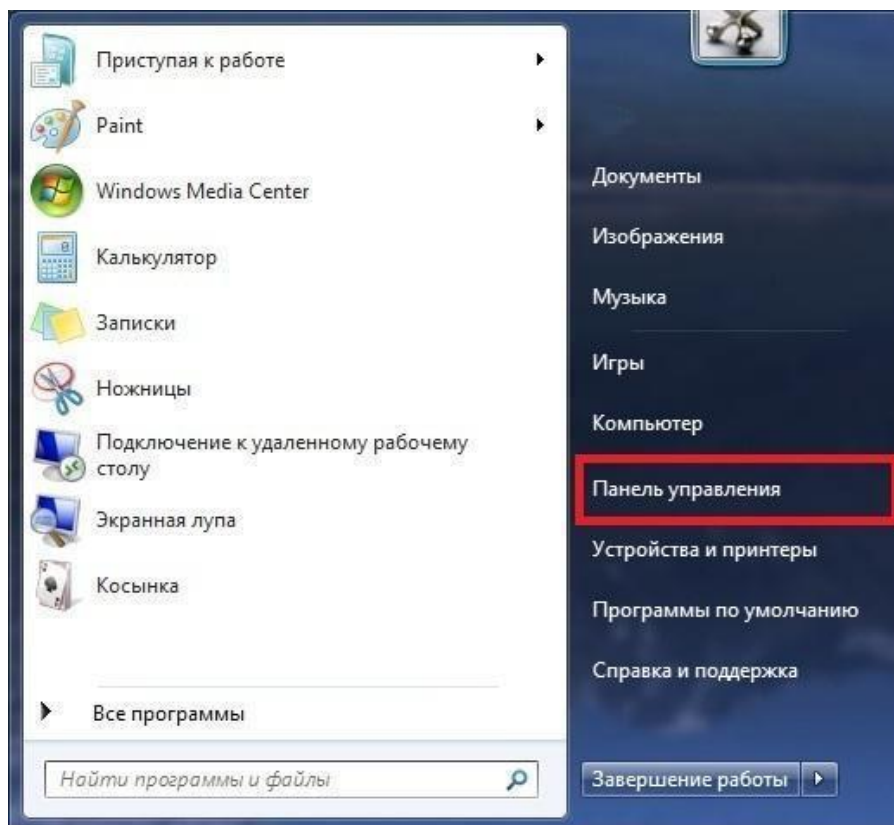 Приступая к работе
Paint
Windows Media Center
Калькулятор
Записки
Ножницы
Подключение к удаленному рабочему
столу
Экранная лупа
Косынка
Все программы
Найти программы и файлы
Документы
Изображения
Музыка
Игры
Компьютер
Панель управления
Устройства и принтеры
Программы по умолчанию
Справка и поддержка
Завершение работы